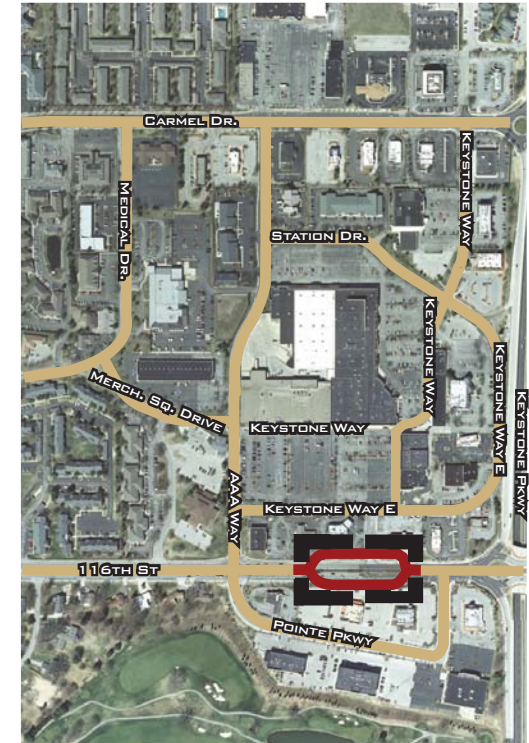 Carmel Dr.
Keystone Way
Medical Dr.
Station Dr.
Keystone Way
Keystone Way E
Keystone Pkwy
Merch. Sq. Drive
Keystone Way
AAA Way
Keystone Way E
116th St
Pointe Pkwy